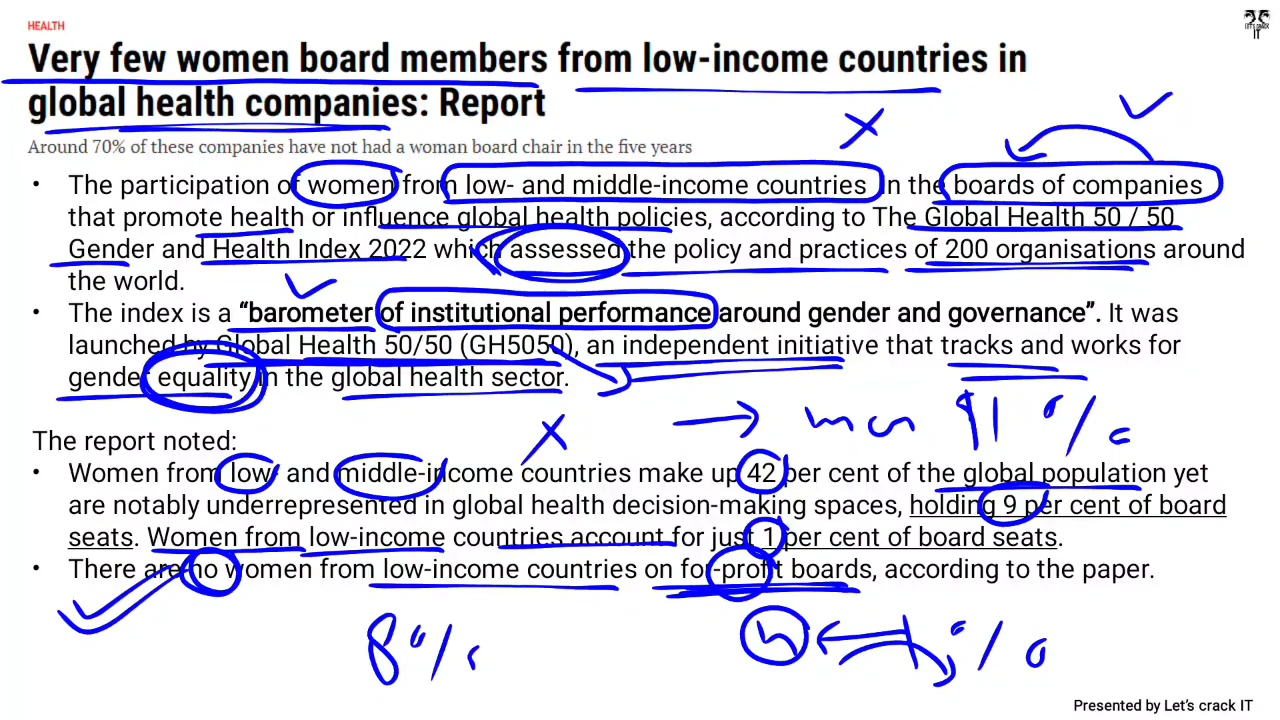 HEALTH
LET'S CRACK
IT
Very few women board members from low-income countries in
global health companies: Report
Around 70% of these companies have not had a woman board chair in the five years
• The participation of women from low- and middle-income countries in the boards of companies
that promote health or influence global health policies, according to The Global Health 50 / 50
Gender and Health Index 2022 which assessed the policy and practices of 200 organisations around
the world.
• The index is a “barometer of institutional performance around gender and governance”. It was
launched by Global Health 50/50 (GH5050), an independent initiative that tracks and works for
gender equality in the global health sector.
men 91 %
The report noted:
• Women from low- and middle-income countries make up 42 per cent of the global population yet
are notably underrepresented in global health decision-making spaces, holding 9 per cent of board
seats. Women from low-income countries account for just 1 per cent of board seats.
• There are no women from low-income countries on for-profit boards, according to the paper.
8%
Presented by Let’s crack IT